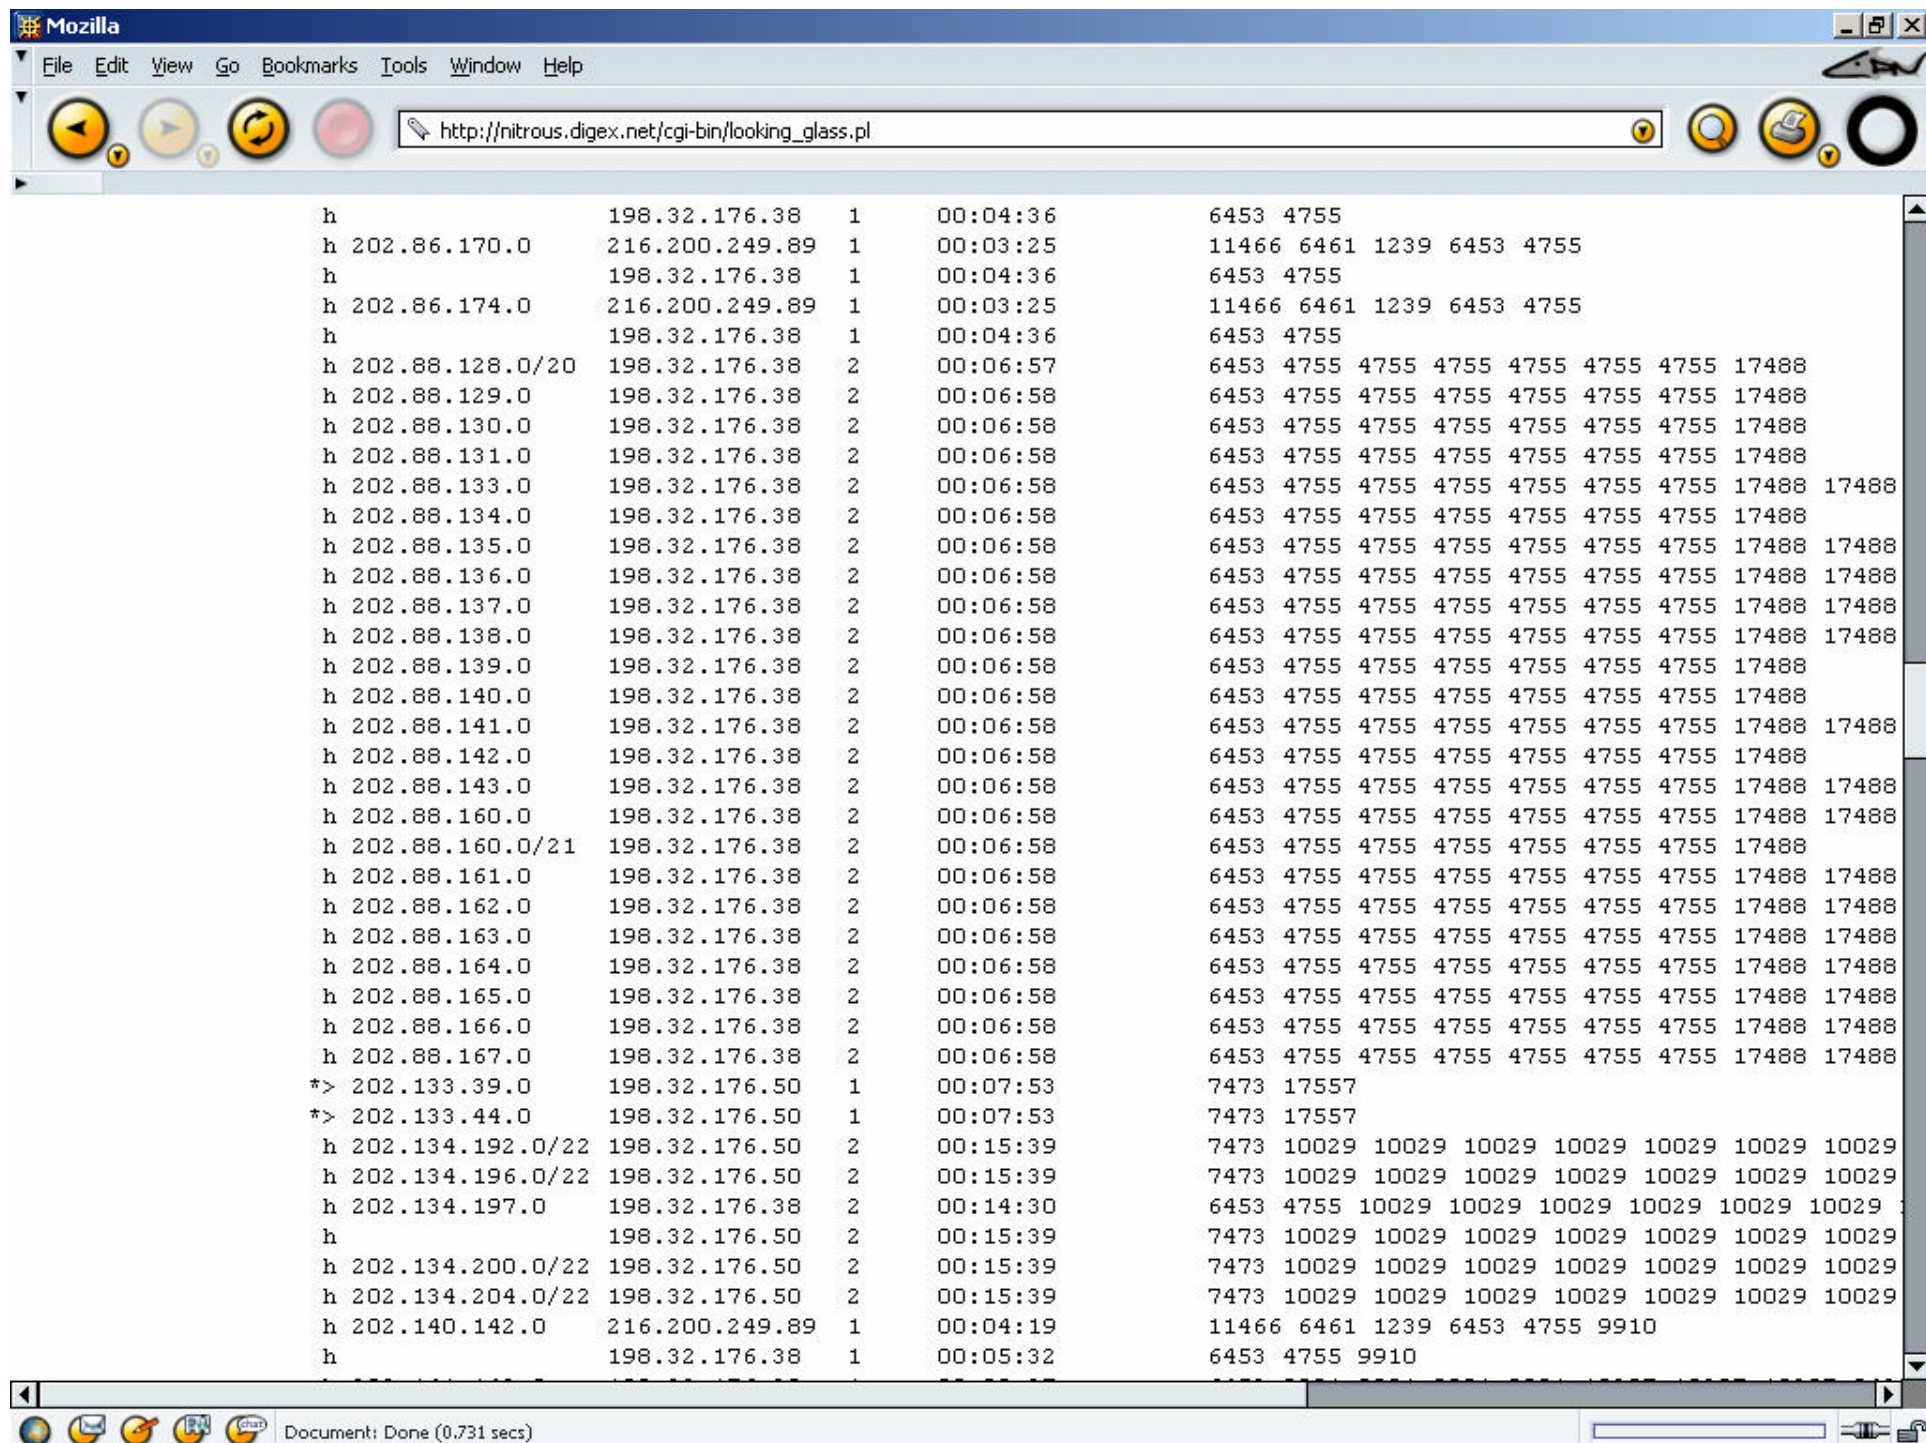 Mozilla
File Edit View Go Bookmarks Tools Window Help
http://nitrous.digex.net/cgi-bin/looking_glass.pl
h 198.32.176.38 1 00:04:36 6453 4755
h 202.86.170.0 216.200.249.89 1 00:03:25 11466 6461 1239 6453 4755
h 198.32.176.38 1 00:04:36 6453 4755
h 202.86.174.0 216.200.249.89 1 00:03:25 11466 6461 1239 6453 4755
h 198.32.176.38 1 00:04:36 6453 4755
h 202.88.128.0/20 198.32.176.38 2 00:06:57 6453 4755 4755 4755 4755 4755 4755 17488
h 202.88.129.0 198.32.176.38 2 00:06:58 6453 4755 4755 4755 4755 4755 4755 17488
h 202.88.130.0 198.32.176.38 2 00:06:58 6453 4755 4755 4755 4755 4755 4755 17488
h 202.88.131.0 198.32.176.38 2 00:06:58 6453 4755 4755 4755 4755 4755 4755 17488
h 202.88.133.0 198.32.176.38 2 00:06:58 6453 4755 4755 4755 4755 4755 4755 17488 17488
h 202.88.134.0 198.32.176.38 2 00:06:58 6453 4755 4755 4755 4755 4755 4755 17488
h 202.88.135.0 198.32.176.38 2 00:06:58 6453 4755 4755 4755 4755 4755 4755 17488 17488
h 202.88.136.0 198.32.176.38 2 00:06:58 6453 4755 4755 4755 4755 4755 4755 17488 17488
h 202.88.137.0 198.32.176.38 2 00:06:58 6453 4755 4755 4755 4755 4755 4755 17488 17488
h 202.88.138.0 198.32.176.38 2 00:06:58 6453 4755 4755 4755 4755 4755 4755 17488 17488
h 202.88.139.0 198.32.176.38 2 00:06:58 6453 4755 4755 4755 4755 4755 4755 17488
h 202.88.140.0 198.32.176.38 2 00:06:58 6453 4755 4755 4755 4755 4755 4755 17488
h 202.88.141.0 198.32.176.38 2 00:06:58 6453 4755 4755 4755 4755 4755 4755 17488 17488
h 202.88.142.0 198.32.176.38 2 00:06:58 6453 4755 4755 4755 4755 4755 4755 17488
h 202.88.143.0 198.32.176.38 2 00:06:58 6453 4755 4755 4755 4755 4755 4755 17488 17488
h 202.88.160.0 198.32.176.38 2 00:06:58 6453 4755 4755 4755 4755 4755 4755 17488 17488
h 202.88.160.0/21 198.32.176.38 2 00:06:58 6453 4755 4755 4755 4755 4755 4755 17488
h 202.88.161.0 198.32.176.38 2 00:06:58 6453 4755 4755 4755 4755 4755 4755 17488 17488
h 202.88.162.0 198.32.176.38 2 00:06:58 6453 4755 4755 4755 4755 4755 4755 17488 17488
h 202.88.163.0 198.32.176.38 2 00:06:58 6453 4755 4755 4755 4755 4755 4755 17488 17488
h 202.88.164.0 198.32.176.38 2 00:06:58 6453 4755 4755 4755 4755 4755 4755 17488 17488
h 202.88.165.0 198.32.176.38 2 00:06:58 6453 4755 4755 4755 4755 4755 4755 17488 17488
h 202.88.166.0 198.32.176.38 2 00:06:58 6453 4755 4755 4755 4755 4755 4755 17488 17488
h 202.88.167.0 198.32.176.38 2 00:06:58 6453 4755 4755 4755 4755 4755 4755 17488 17488
*> 202.133.39.0 198.32.176.50 1 00:07:53 7473 17557
*> 202.133.44.0 198.32.176.50 1 00:07:53 7473 17557
h 202.134.192.0/22 198.32.176.50 2 00:15:39 7473 10029 10029 10029 10029 10029 10029 10029
h 202.134.196.0/22 198.32.176.50 2 00:15:39 7473 10029 10029 10029 10029 10029 10029 10029
h 202.134.197.0 198.32.176.38 2 00:14:30 6453 4755 10029 10029 10029 10029 10029 10029
h 198.32.176.50 2 00:15:39 7473 10029 10029 10029 10029 10029 10029 10029
h 202.134.200.0/22 198.32.176.50 2 00:15:39 7473 10029 10029 10029 10029 10029 10029 10029
h 202.134.204.0/22 198.32.176.50 2 00:15:39 7473 10029 10029 10029 10029 10029 10029 10029
h 202.140.142.0 216.200.249.89 1 00:04:19 11466 6461 1239 6453 4755 9910
h 198.32.176.38 1 00:05:32 6453 4755 9910
Document: Done (0.731 secs)